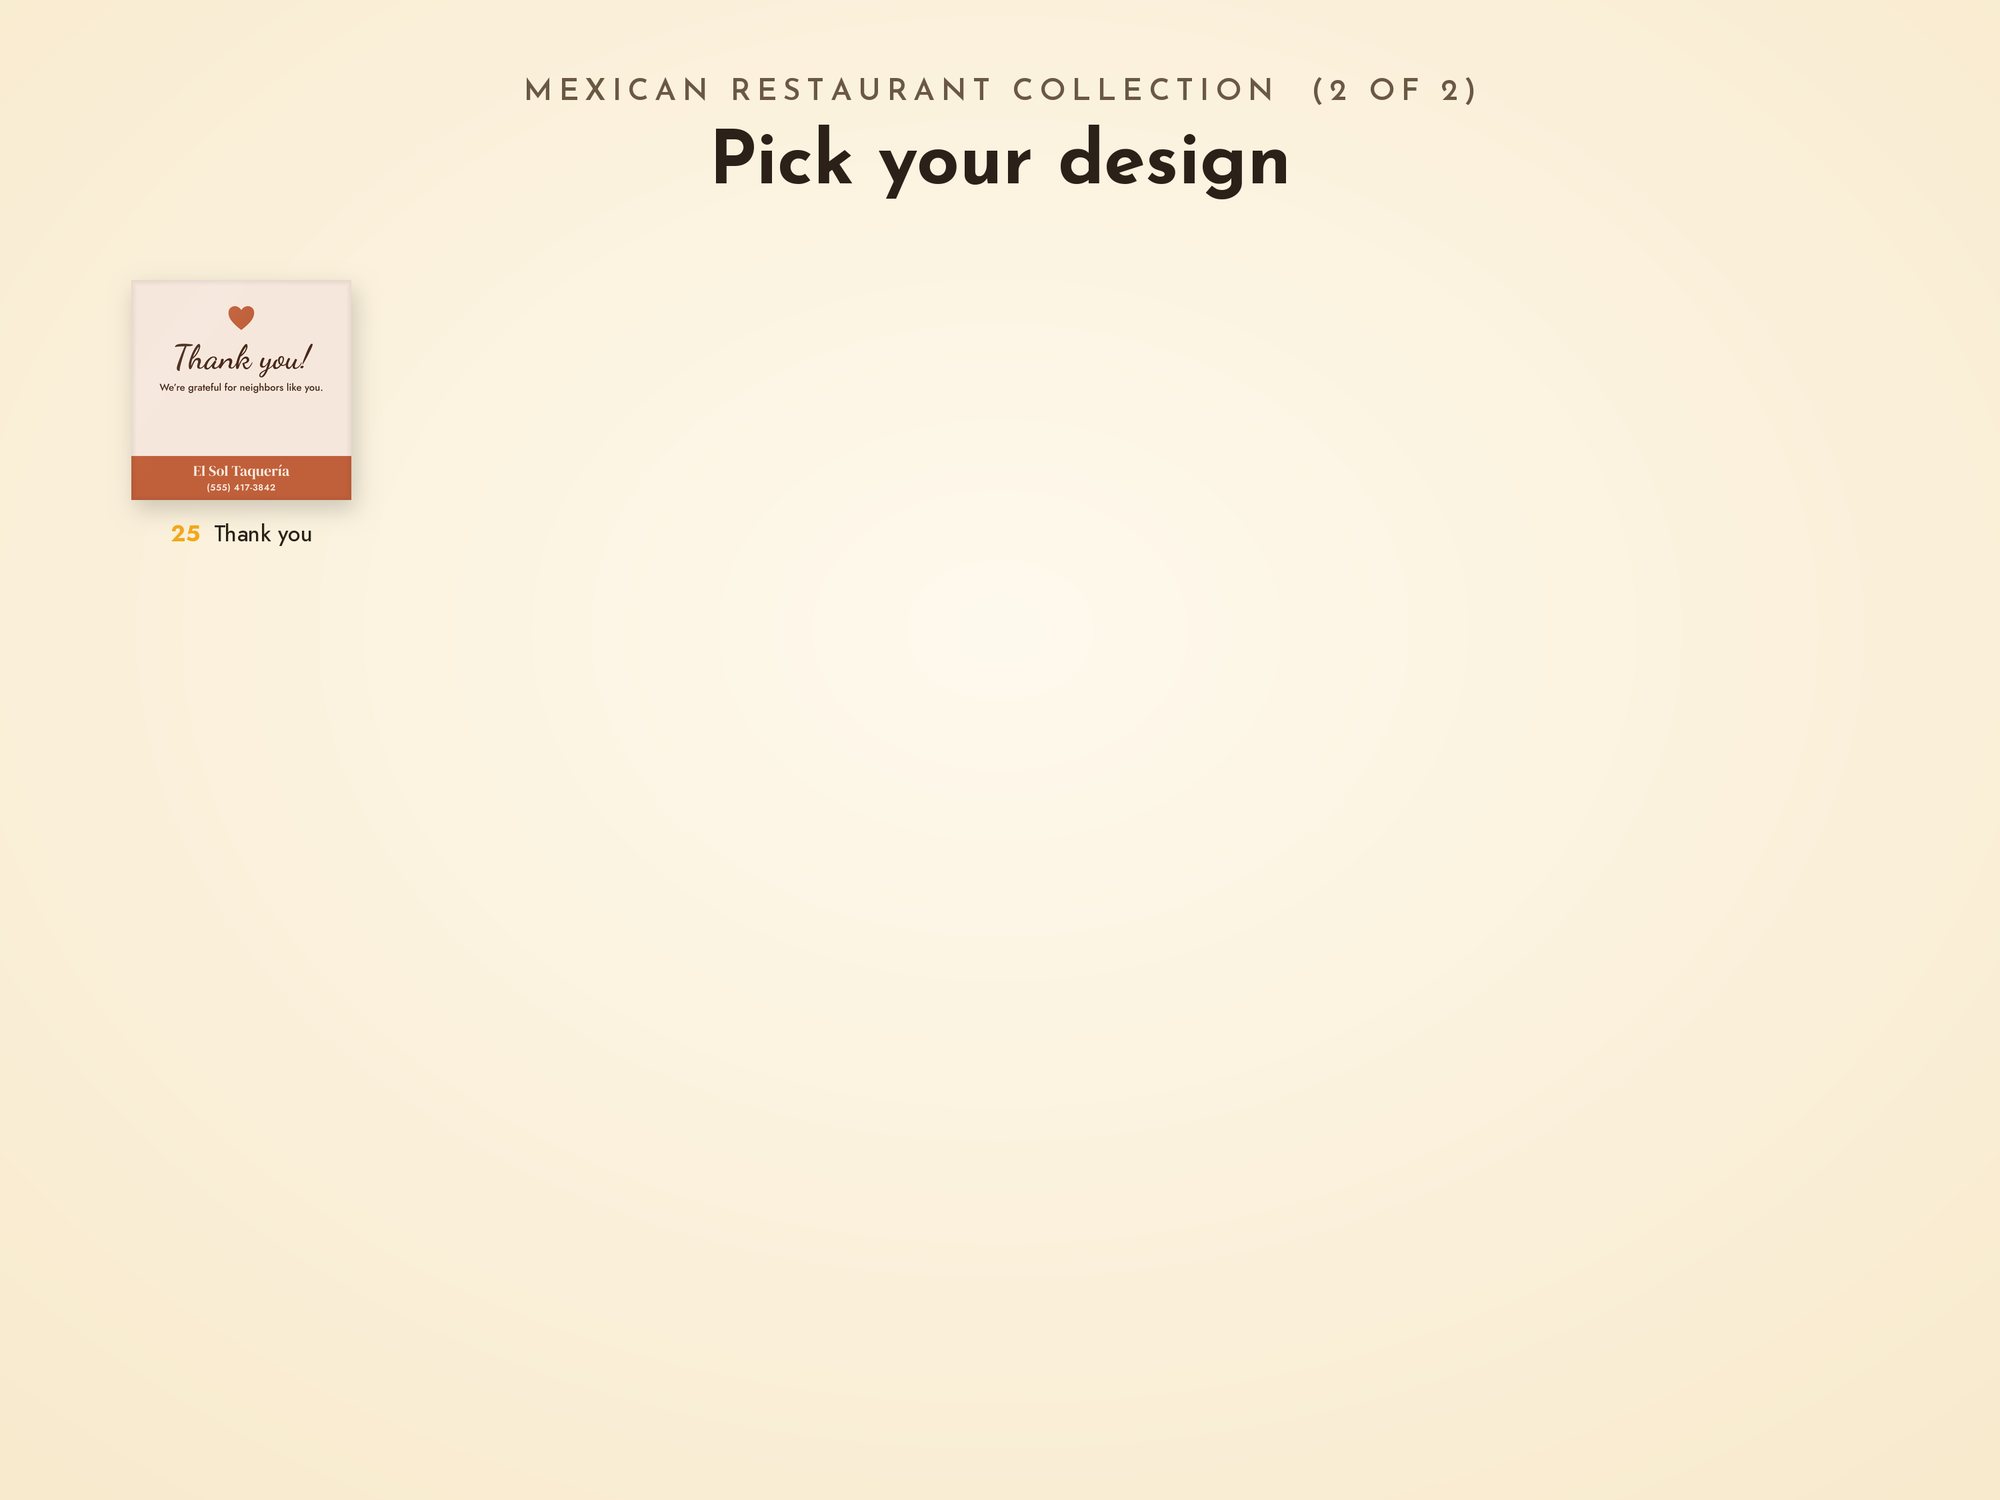 MEXICAN RESTAURANT COLLECTION (2 OF 2)
Pick your design
Thank you!
We're grateful for neighbors like you.
El Sol Taquería
(555) 417-3842
25 Thank you